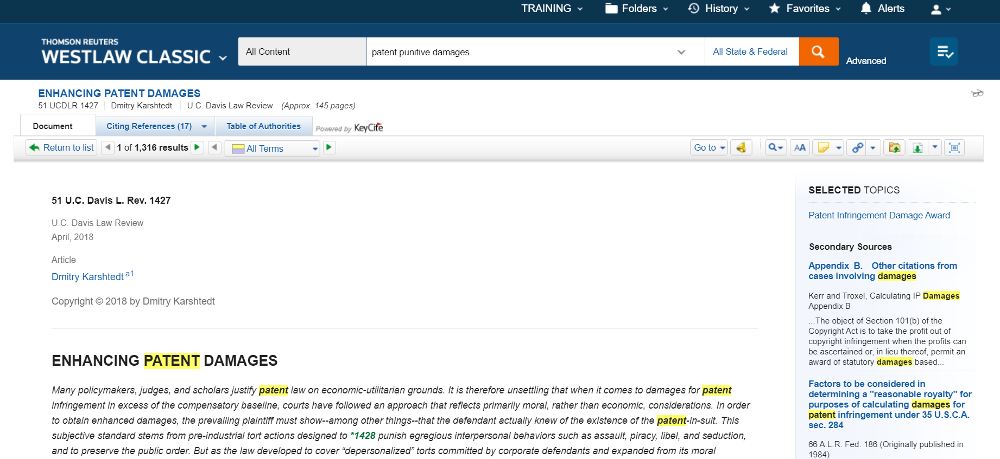 TRAINING Folders History Favorites Alerts
THOMSON REUTERS
WESTLAW CLASSIC
All Content patent punitive damages All State & Federal Advanced
ENHANCING PATENT DAMAGES
51 UCDLR 1427 Dmitry Karshtedt U.C. Davis Law Review (Approx. 145 pages)
Document Citing References (17) Table of Authorities Powered by KeyCite
Return to list 1 of 1,316 results All Terms Go to AA
51 U.C. Davis L. Rev. 1427
U.C. Davis Law Review
April, 2018
Article
Dmitry Karshtedt a1
Copyright © 2018 by Dmitry Karshtedt
ENHANCING PATENT DAMAGES
Many policymakers, judges, and scholars justify patent law on economic-utilitarian grounds. It is therefore unsettling that when it comes to damages for patent
infringement in excess of the compensatory baseline, courts have followed an approach that reflects primarily moral, rather than economic, considerations. In order
to obtain enhanced damages, the prevailing plaintiff must show--among other things--that the defendant actually knew of the existence of the patent-in-suit. This
subjective standard stems from pre-industrial tort actions designed to *1428 punish egregious interpersonal behaviors such as assault, piracy, libel, and seduction,
and to preserve the public order. But as the law developed to cover “depersonalized” torts committed by corporate defendants and expanded from its moral
SELECTED TOPICS
Patent Infringement Damage Award
Secondary Sources
Appendix B. Other citations from
cases involving damages
Kerr and Troxel, Calculating IP Damages
Appendix B
...The object of Section 101(b) of the
Copyright Act is to take the profit out of
copyright infringement when the profits can
be ascertained or, in lieu thereof, permit an
award of statutory damages based...
Factors to be considered in
determining a "reasonable royalty" for
purposes of calculating damages for
patent infringement under 35 U.S.C.A.
sec. 284
66 A.L.R. Fed. 186 (Originally published in
1984)